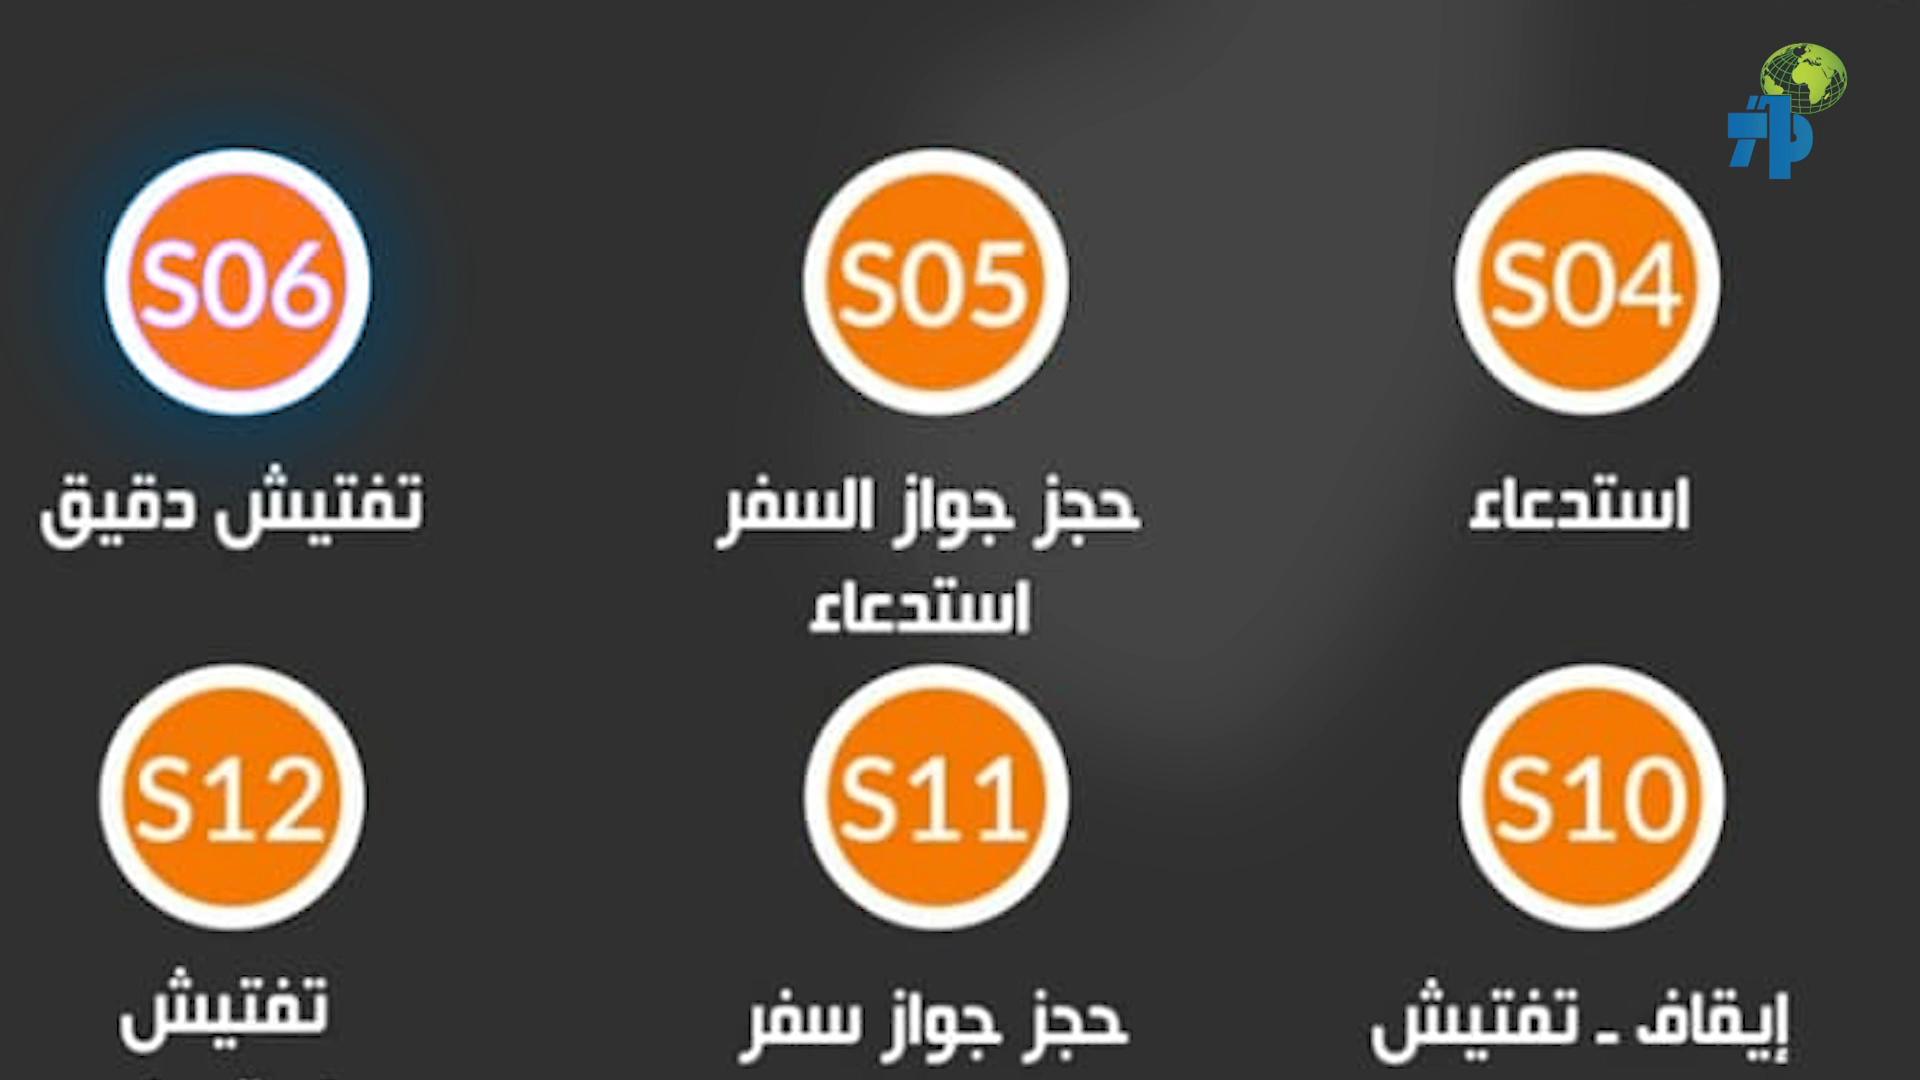 S04
استدعاء
S05
حجز جواز السفر
استدعاء
S06
تفتيش دقيق
S10
إيقاف - تفتيش
S11
حجز جواز سفر
S12
تفتيش